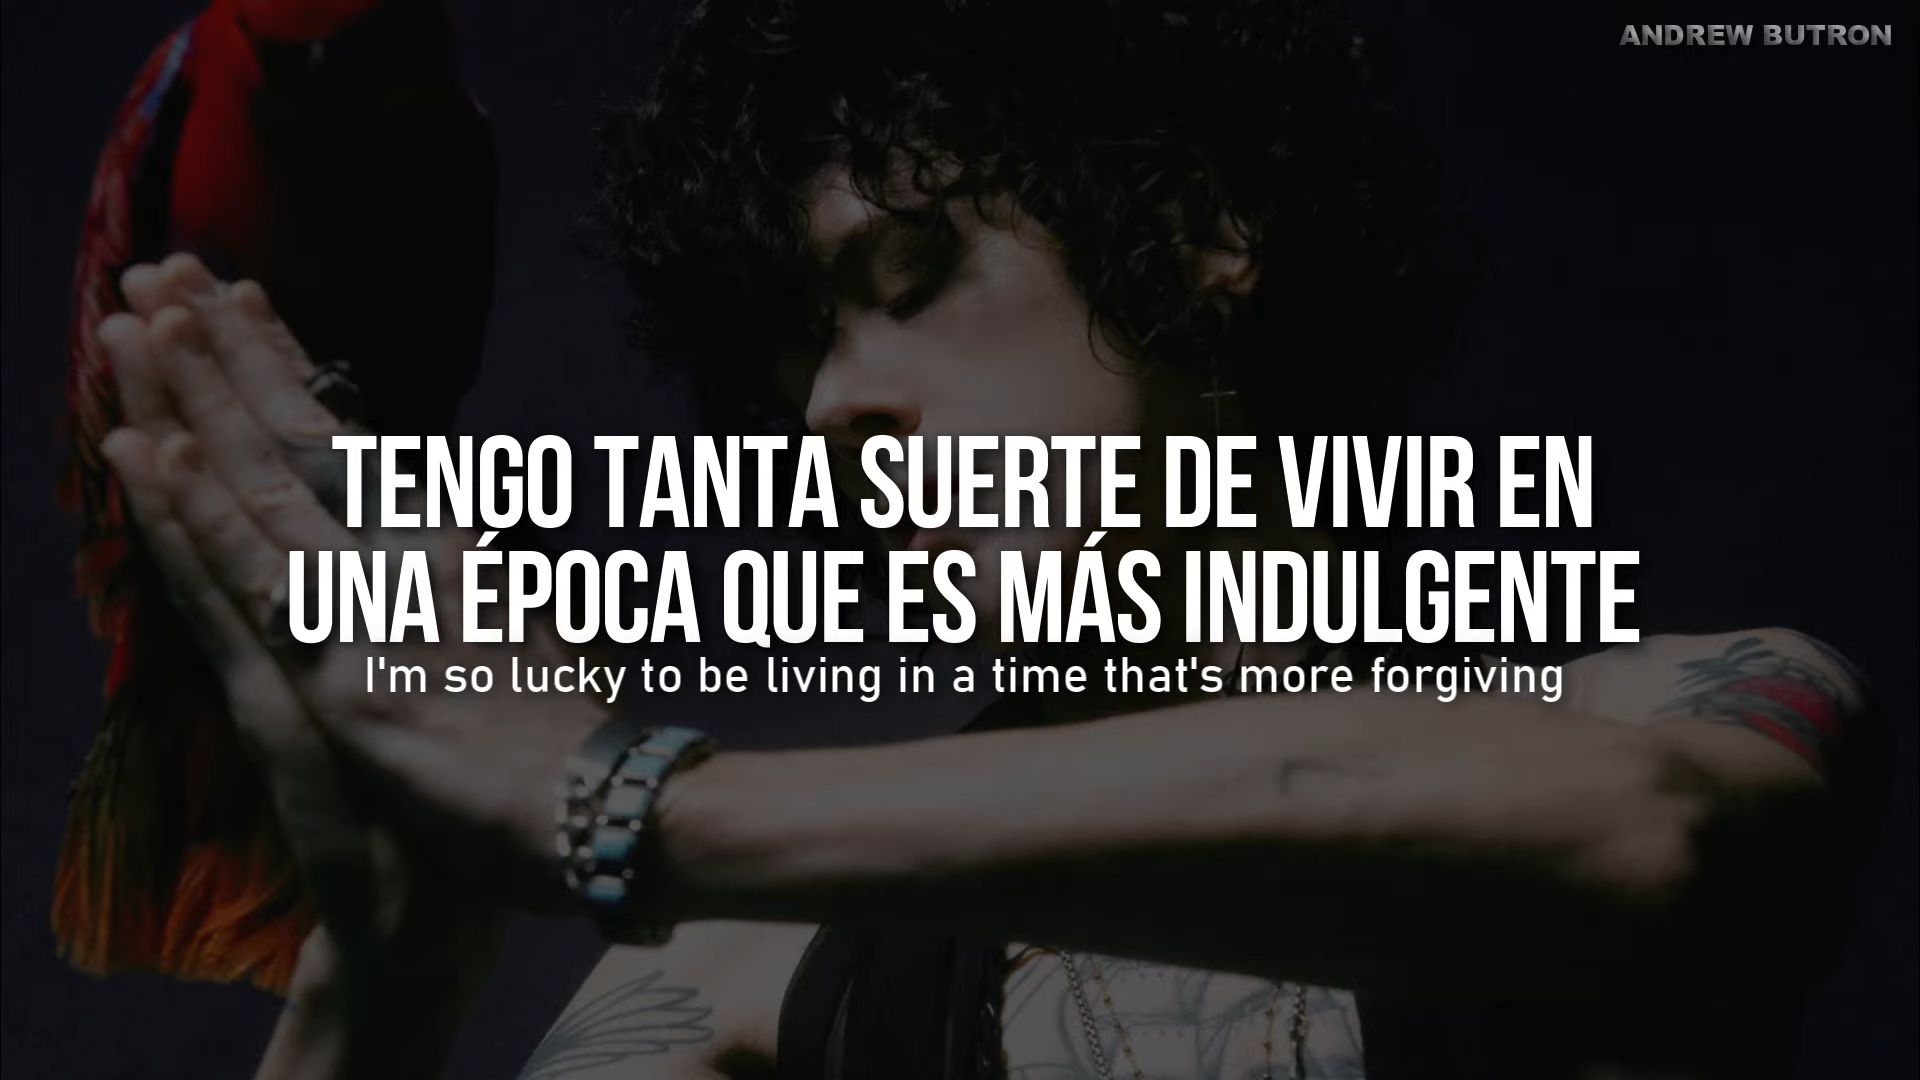 ANDREW BUTRON
TENGO TANTA SUERTE DE VIVIR EN
UNA ÉPOCA QUE ES MÁS INDULGENTE
I'm so lucky to be living in a time that's more forgiving